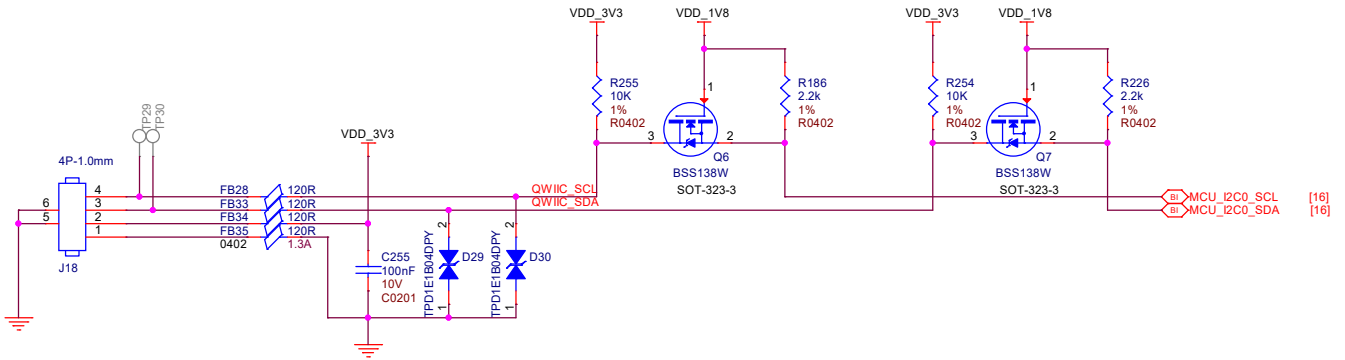 VDD_3V3
VDD_1V8
VDD_3V3
VDD_1V8
R255
10K
1%
R0402
1
R186
2.2k
1%
R0402
R254
10K
1%
R0402
1
R226
2.2k
1%
R0402
3
2
Q6
BSS138W
SOT-323-3
3
2
Q7
BSS138W
SOT-323-3
TP29
TP30
VDD_3V3
4P-1.0mm
4
3
2
1
6
5
J18
FB28
120R
FB33
120R
FB34
120R
FB35
120R
0402
1.3A
QWIIC_SCL
QWIIC_SDA
BI
MCU_I2C0_SCL
[16]
BI
MCU_I2C0_SDA
[16]
C255
100nF
10V
C0201
TPD1E1B04DPY
2
1
D29
TPD1E1B04DPY
2
1
D30